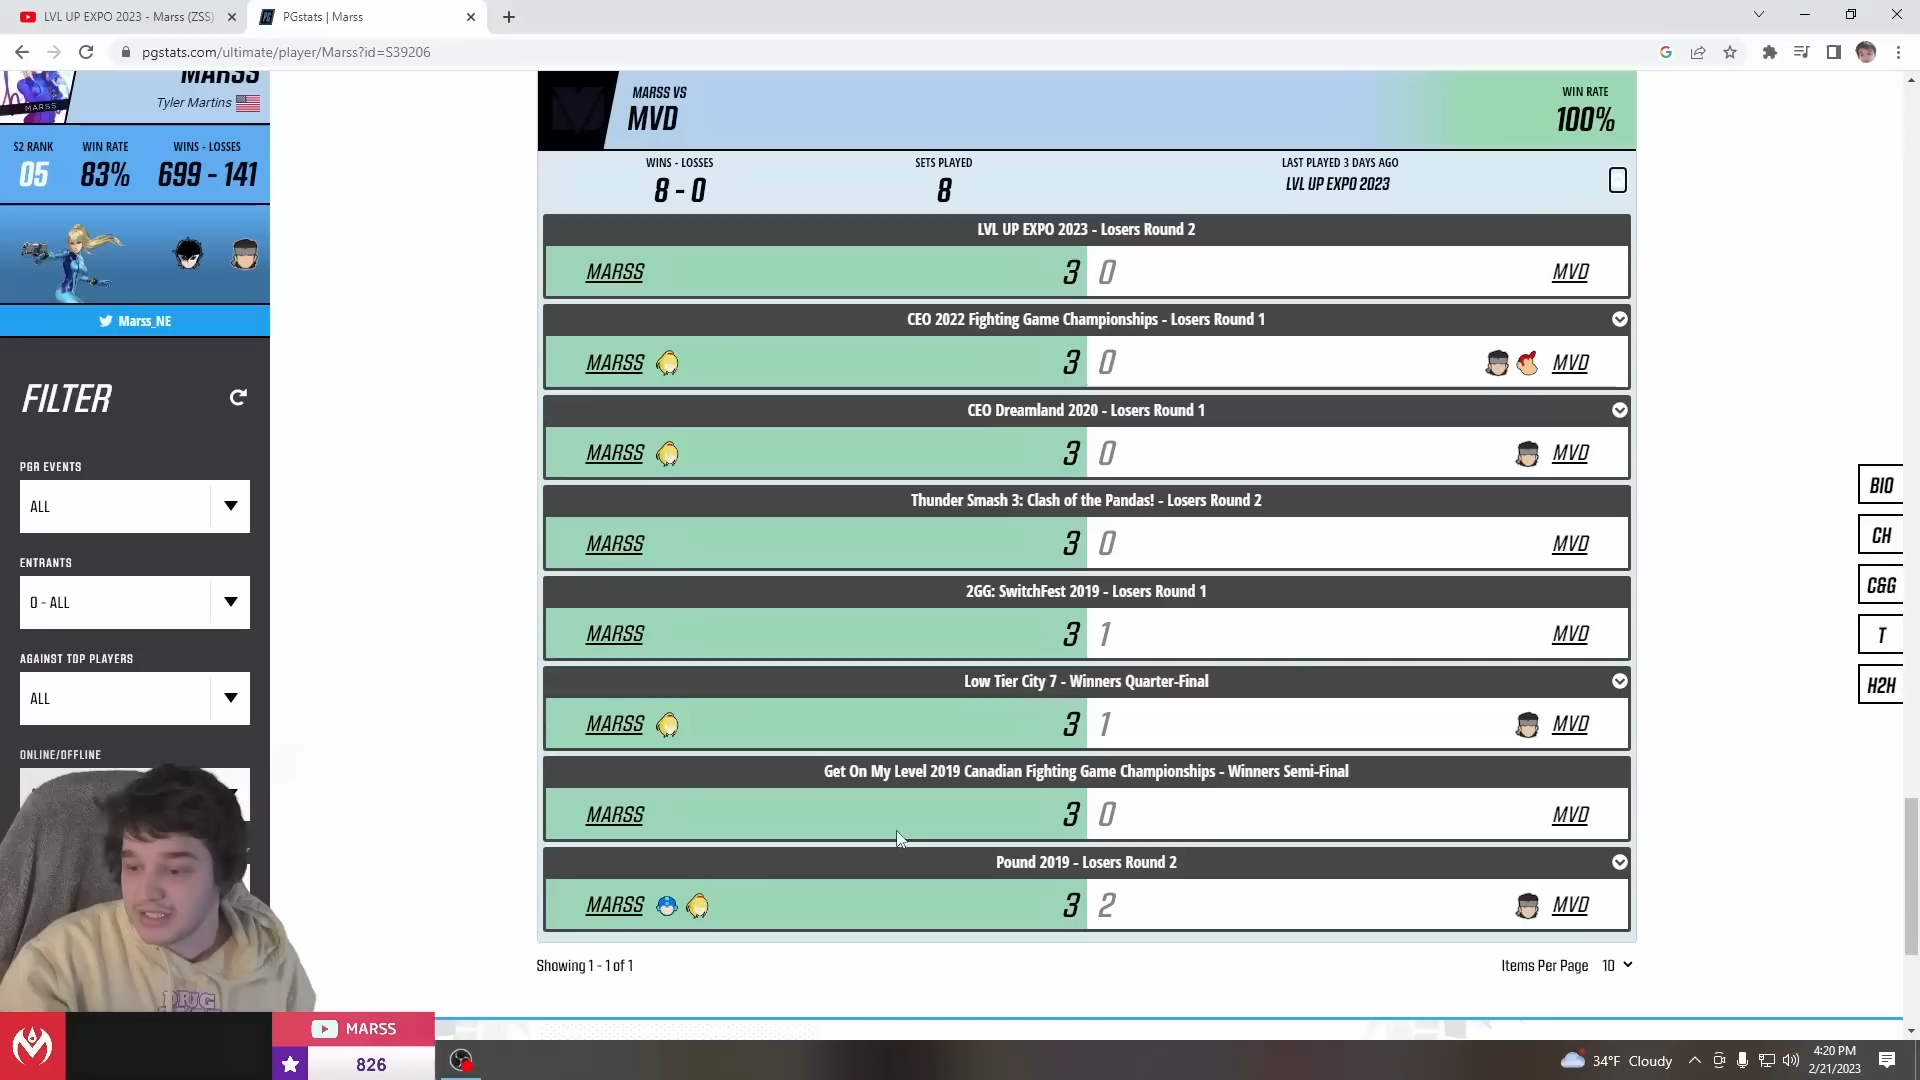 LVL UP EXPO 2023 - Marss (ZSS)
PGstats | Marss
pgstats.com/ultimate/player/Marss?id=S39206
MARSS
MARSS
Tyler Martins
S2 RANK
WIN RATE
WINS - LOSSES
05
83%
699 - 141
Marss_NE
FILTER
PGR EVENTS
ALL
ENTRANTS
0 - ALL
AGAINST TOP PLAYERS
ALL
ONLINE/OFFLINE
MARSS VS
MVD
WIN RATE
100%
WINS - LOSSES
8 - 0
SETS PLAYED
8
LAST PLAYED 3 DAYS AGO
LVL UP EXPO 2023
LVL UP EXPO 2023 - Losers Round 2
MARSS 3 0 MVD
CEO 2022 Fighting Game Championships - Losers Round 1
MARSS 3 0 MVD
CEO Dreamland 2020 - Losers Round 1
MARSS 3 0 MVD
Thunder Smash 3: Clash of the Pandas! - Losers Round 2
MARSS 3 0 MVD
2GG: SwitchFest 2019 - Losers Round 1
MARSS 3 1 MVD
Low Tier City 7 - Winners Quarter-Final
MARSS 3 1 MVD
Get On My Level 2019 Canadian Fighting Game Championships - Winners Semi-Final
MARSS 3 0 MVD
Pound 2019 - Losers Round 2
MARSS 3 2 MVD
Showing 1 - 1 of 1
Items Per Page 10
BIO
CH
C&G
T
H2H
MARSS
826
34°F Cloudy
4:20 PM
2/21/2023